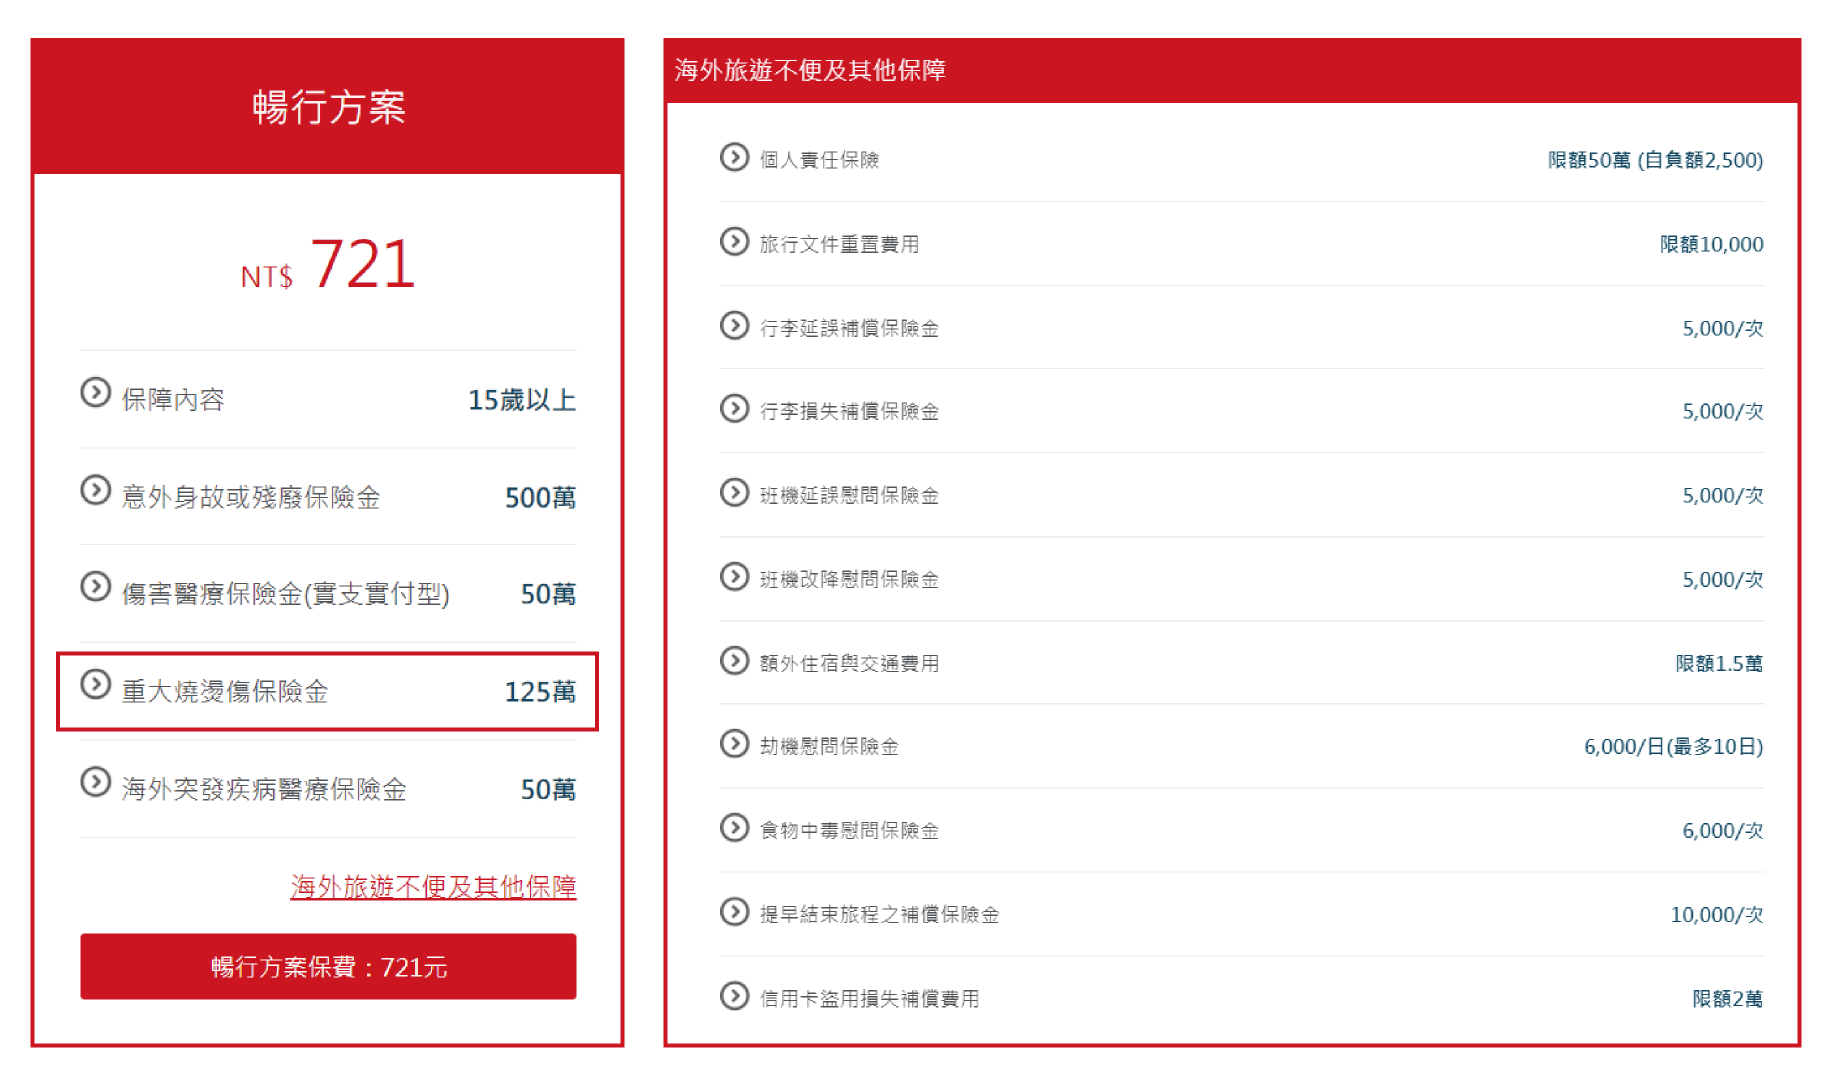 暢行方案
NT$ 721
保障內容 15歲以上
意外身故或殘廢保險金 500萬
傷害醫療保險金(實支實付型) 50萬
重大燒燙傷保險金 125萬
海外突發疾病醫療保險金 50萬
海外旅遊不便及其他保障
暢行方案保費：721元
海外旅遊不便及其他保障
個人責任保險 限額50萬 (自負額2,500)
旅行文件重置費用 限額10,000
行李延誤補償保險金 5,000/次
行李損失補償保險金 5,000/次
班機延誤慰問保險金 5,000/次
班機改降慰問保險金 5,000/次
額外住宿與交通費用 限額1.5萬
劫機慰問保險金 6,000/日(最多10日)
食物中毒慰問保險金 6,000/次
提早結束旅程之補償保險金 10,000/次
信用卡盜用損失補償費用 限額2萬